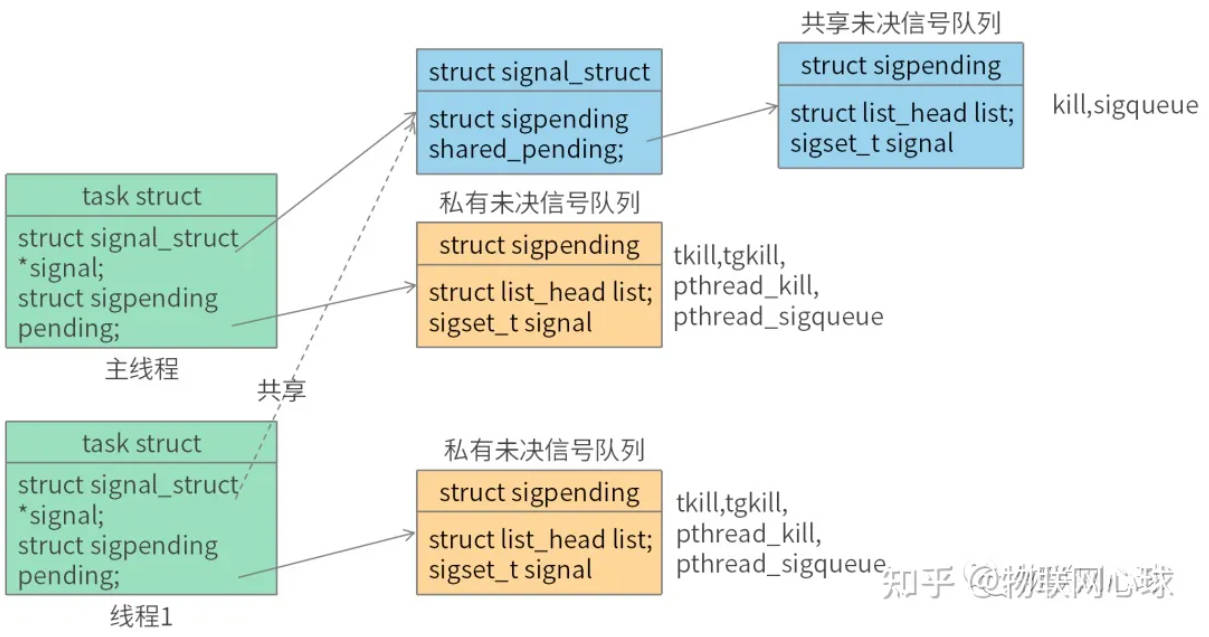 共享未决信号队列
struct sigpending
struct list_head list;
sigset_t signal
kill,sigqueue
struct signal_struct
struct sigpending
shared_pending;
task struct
struct signal_struct
*signal;
struct sigpending
pending;
主线程
私有未决信号队列
struct sigpending
struct list_head list;
sigset_t signal
tkill,tgkill,
pthread_kill,
pthread_sigqueue
共享
task struct
struct signal_struct
*signal;
struct sigpending
pending;
线程1
私有未决信号队列
struct sigpending
struct list_head list;
sigset_t signal
tkill,tgkill,
pthread_kill,
pthread_sigqueue
知乎 @物联网心球